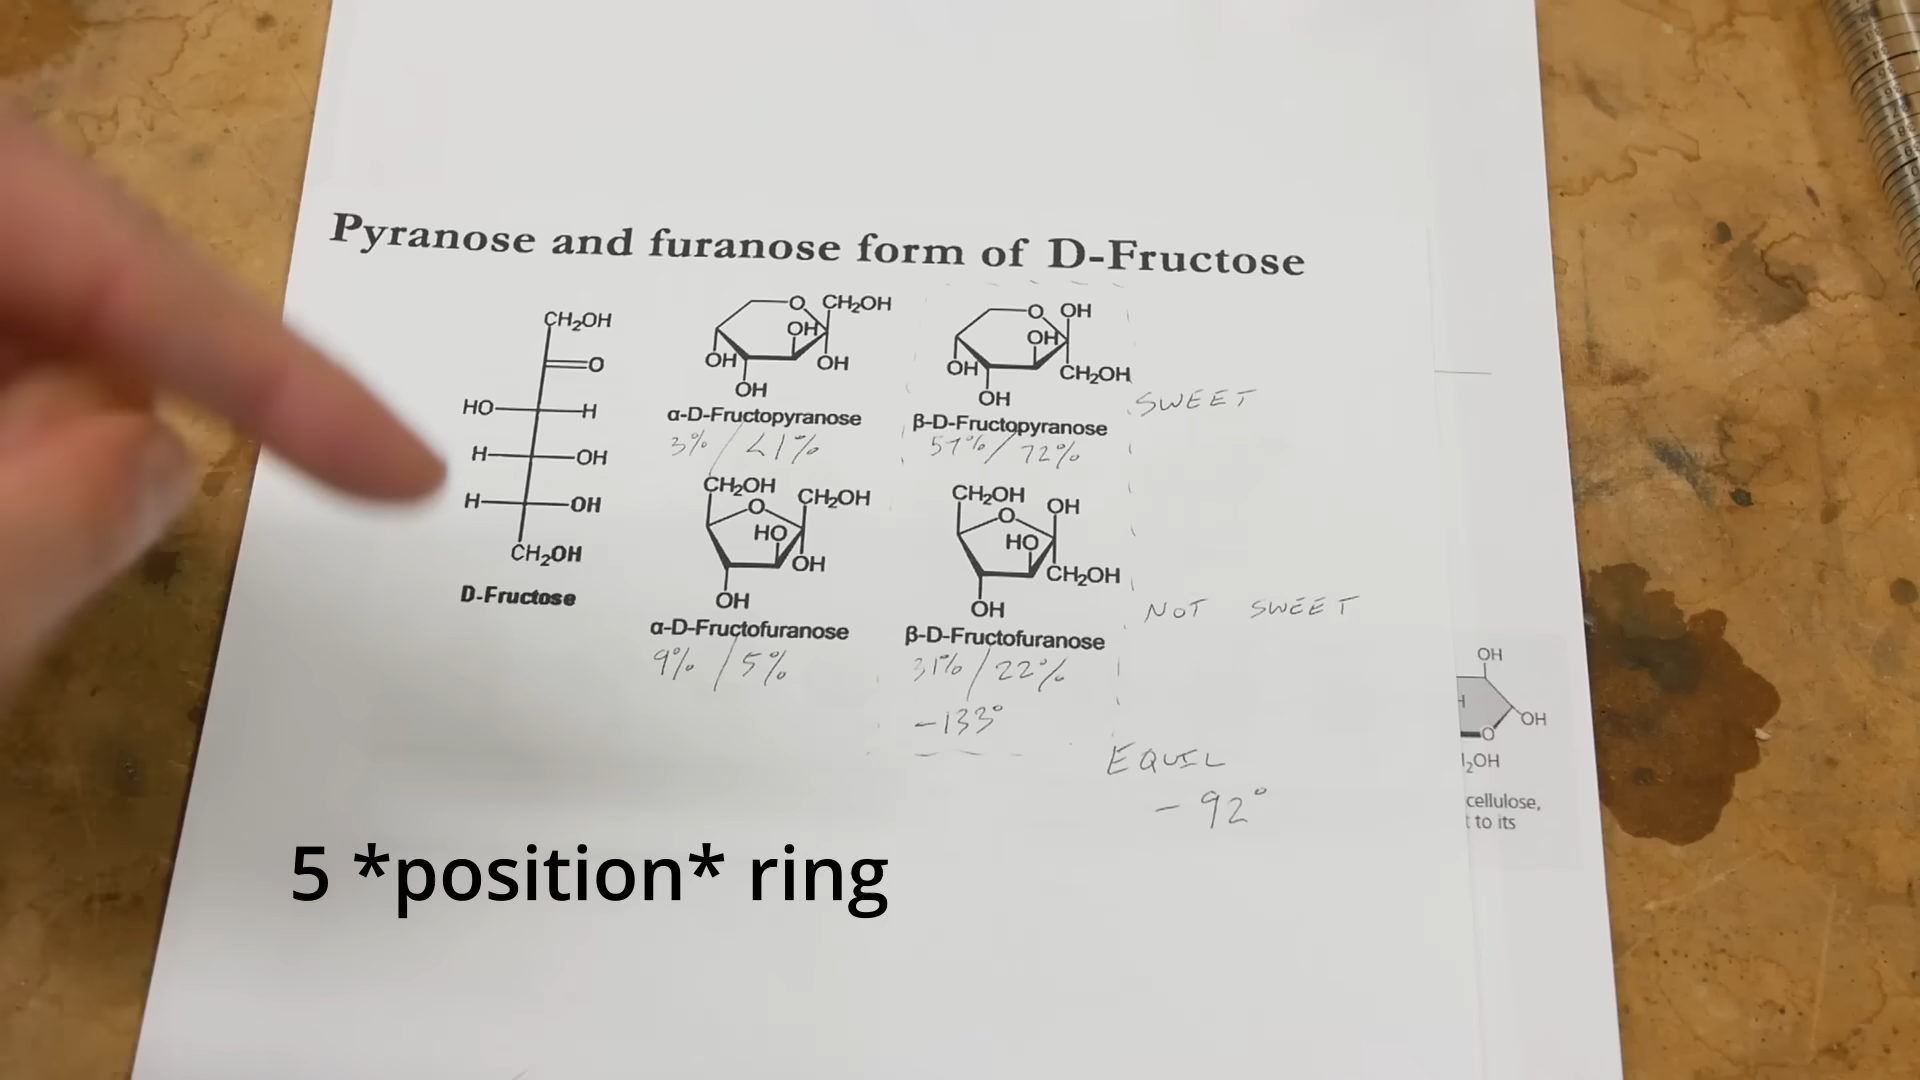 Pyranose and furanose form of D-Fructose
CH₂OH
O
HO H
H OH
H OH
CH₂OH
D-Fructose
O CH₂OH
OH
OH OH
OH
α-D-Fructopyranose
3% / <1%
O OH
OH
OH CH₂OH
OH
β-D-Fructopyranose
57% / 72%
SWEET
CH₂OH CH₂OH
O
HO
OH
OH
α-D-Fructofuranose
9% / 5%
CH₂OH OH
O
HO
CH₂OH
OH
β-D-Fructofuranose
31% / 22%
-133°
NOT SWEET
EQUIL
-92°
OH
H
OH
O
₂OH
cellulose,
to its
5 *position* ring